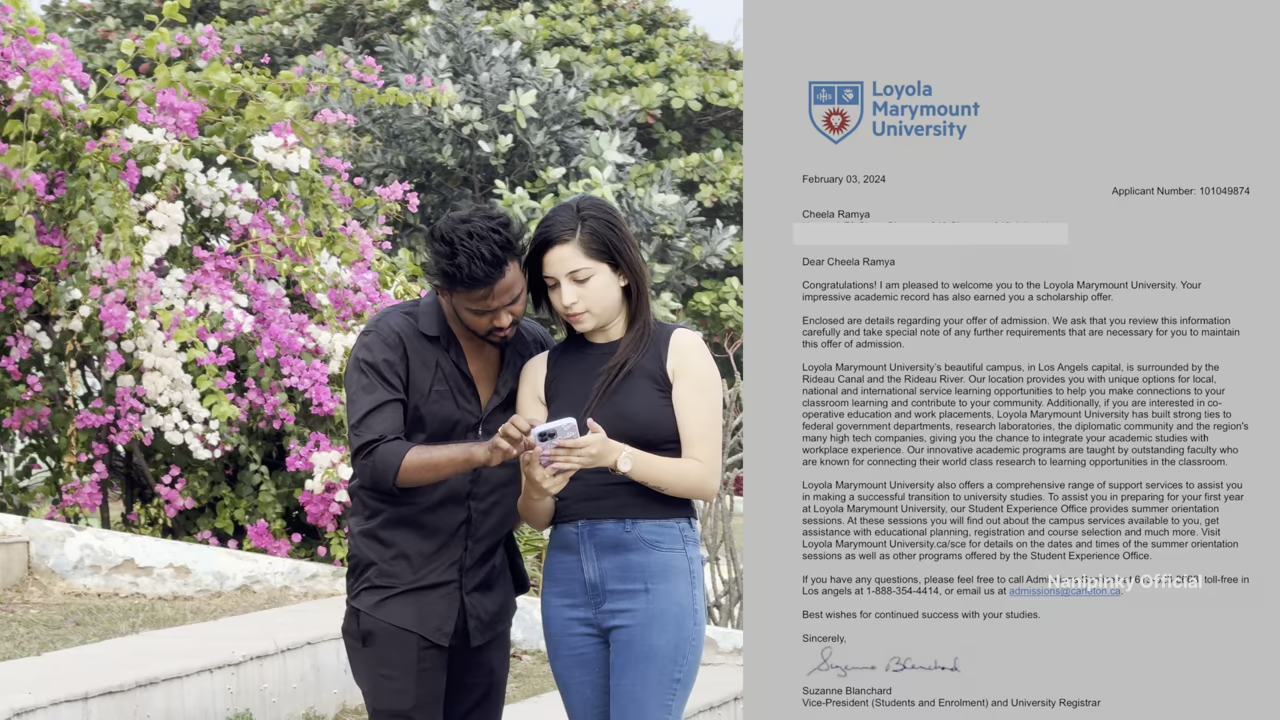 Loyola
Marymount
University
February 03, 2024
Applicant Number: 101049874
Cheela Ramya
Dear Cheela Ramya
Congratulations! I am pleased to welcome you to the Loyola Marymount University. Your
impressive academic record has also earned you a scholarship offer.
Enclosed are details regarding your offer of admission. We ask that you review this information
carefully and take special note of any further requirements that are necessary for you to maintain
this offer of admission.
Loyola Marymount University's beautiful campus, in Los Angels capital, is surrounded by the
Rideau Canal and the Rideau River. Our location provides you with unique options for local,
national and international service learning opportunities to help you make connections to your
classroom learning and contribute to your community. Additionally, if you are interested in co-
operative education and work placements, Loyola Marymount University has built strong ties to
federal government departments, research laboratories, the diplomatic community and the region's
many high tech companies, giving you the chance to integrate your academic studies with
workplace experience. Our innovative academic programs are taught by outstanding faculty who
are known for connecting their world class research to learning opportunities in the classroom.
Loyola Marymount University also offers a comprehensive range of support services to assist you
in making a successful transition to university studies. To assist you in preparing for your first year
at Loyola Marymount University, our Student Experience Office provides summer orientation
sessions. At these sessions you will find out about the campus services available to you, get
assistance with educational planning, registration and course selection and much more. Visit
Loyola Marymount University.ca/sce for details on the dates and times of the summer orientation
sessions as well as other programs offered by the Student Experience Office.
If you have any questions, please feel free to call toll-free in
Nanipinky Official
Los angels at 1-888-354-4414, or email us at admissions@carleton.ca.
Best wishes for continued success with your studies.
Sincerely,
Suzanne Blanchard
Suzanne Blanchard
Vice-President (Students and Enrolment) and University Registrar